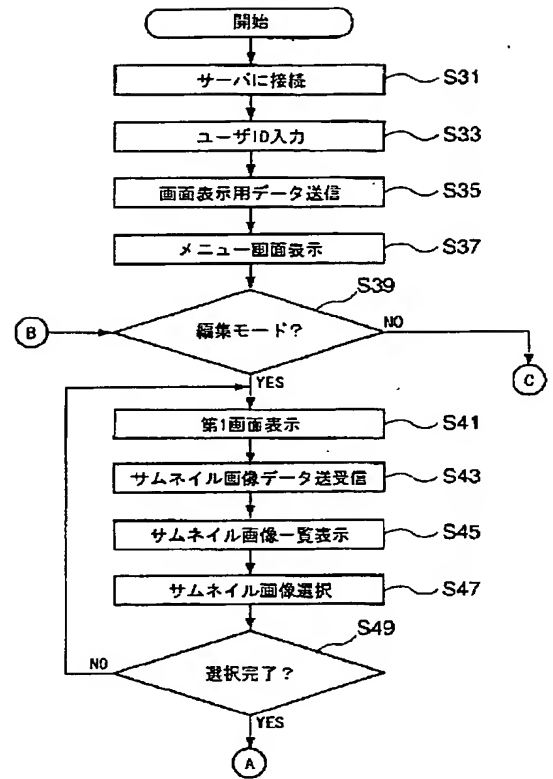 開始
サーバに接続 S31
ユーザID入力 S33
画面表示用データ送信 S35
メニュー画面表示 S37
S39
B 編集モード? NO
C
YES
第1画面表示 S41
サムネイル画像データ送受信 S43
サムネイル画像一覧表示 S45
サムネイル画像選択 S47
S49
NO 選択完了?
YES
A